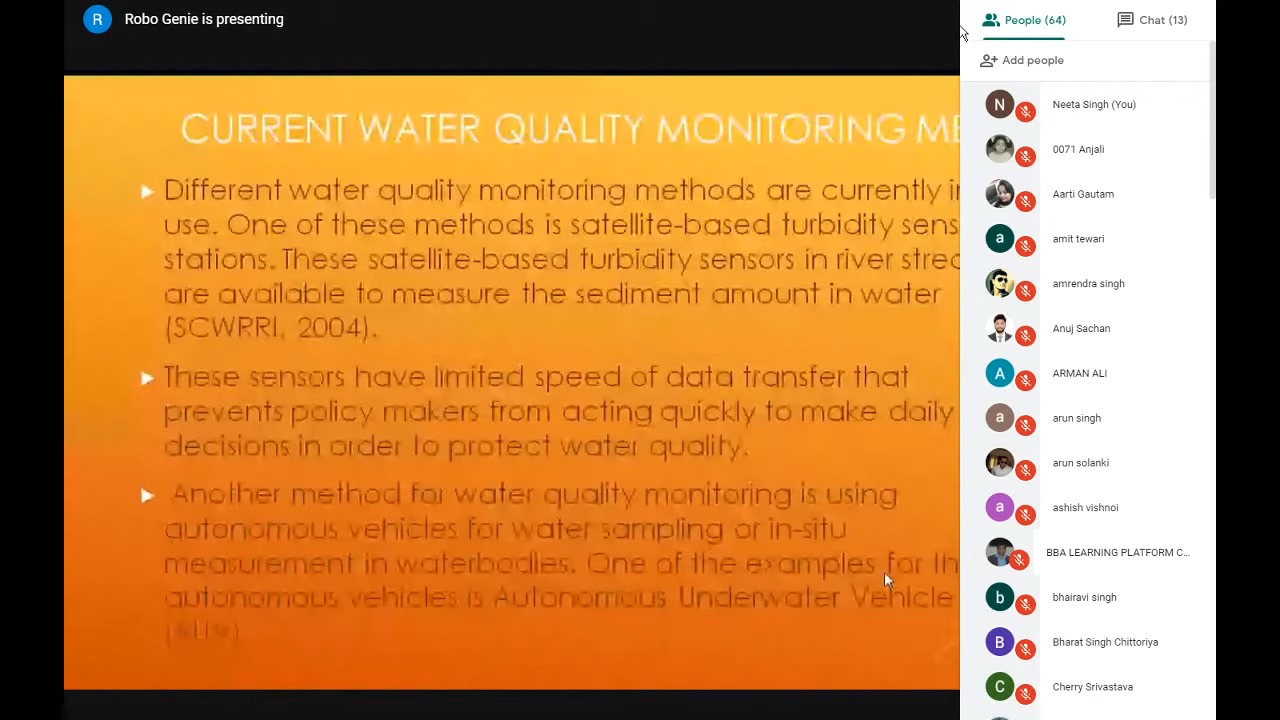 R
Robo Genie is presenting
CURRENT WATER QUALITY MONITORING ME
Different water quality monitoring methods are currently in
use. One of these methods is satellite-based turbidity sens
stations. These satellite-based turbidity sensors in river strea
are available to measure the sediment amount in water
(SCWRRI, 2004).
These sensors have limited speed of data transfer that
prevents policy makers from acting quickly to make daily
decisions in order to protect water quality.
Another method for water quality monitoring is using
autonomous vehicles for water sampling or in-situ
measurement in waterbodies. One of the examples for th
autonomous vehicles is Autonomous Underwater Vehicle
(AUV)
People (64)
Chat (13)
Add people
N Neeta Singh (You)
0071 Anjali
Aarti Gautam
a amit tewari
amrendra singh
Anuj Sachan
A ARMAN ALI
a arun singh
arun solanki
a ashish vishnoi
BBA LEARNING PLATFORM C...
b bhairavi singh
B Bharat Singh Chittoriya
C Cherry Srivastava